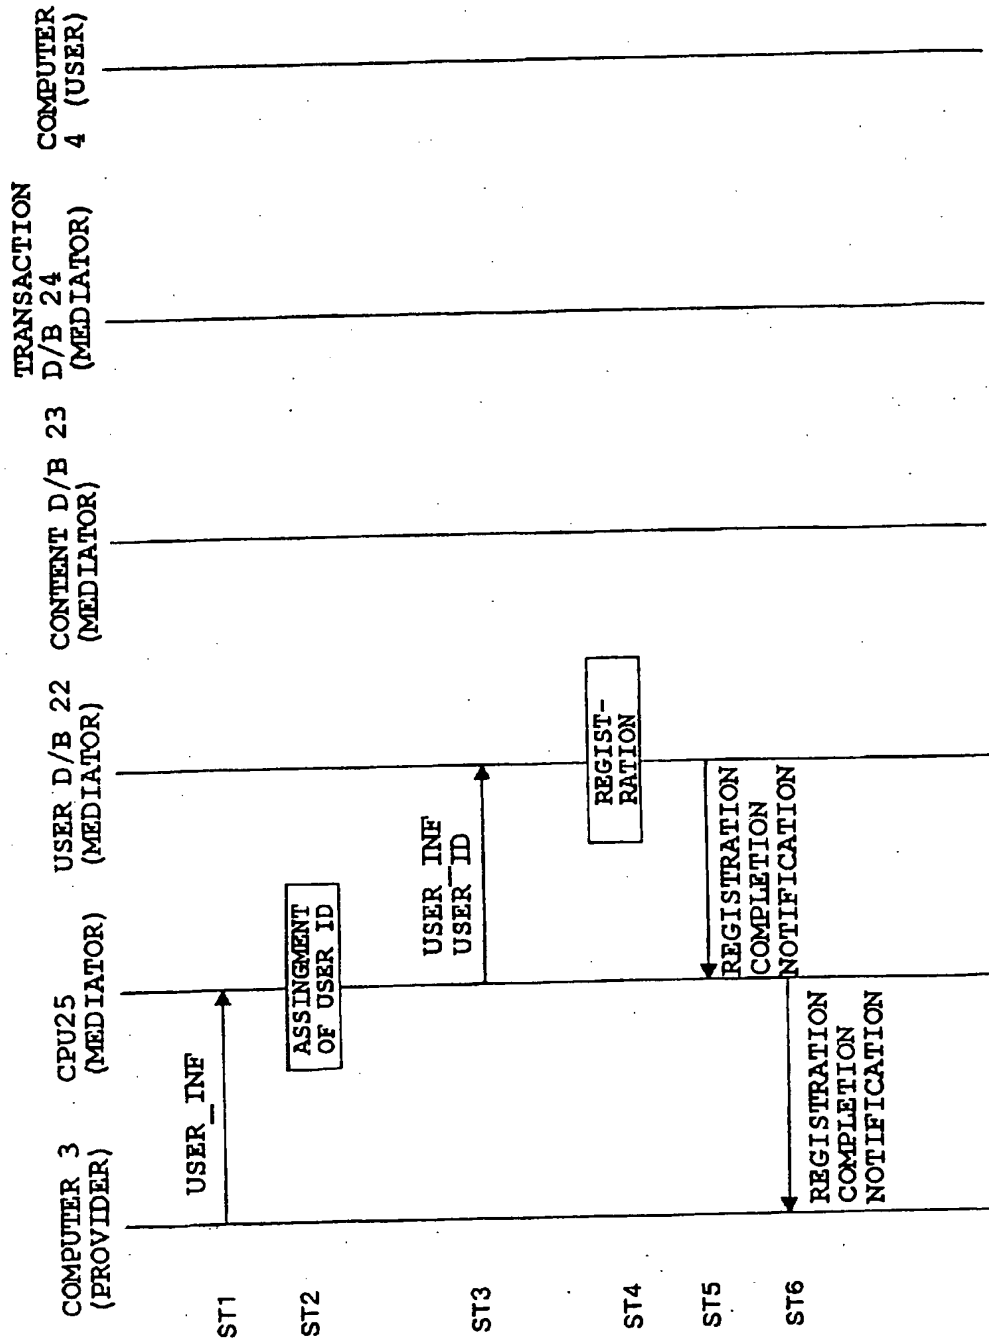 COMPUTER 3
(PROVIDER)
CPU25
(MEDIATOR)
USER D/B 22
(MEDIATOR)
CONTENT D/B 23
(MEDIATOR)
TRANSACTION
D/B 24
(MEDIATOR)
COMPUTER
4 (USER)
ST1
USER_INF
ST2
ASSINGMENT
OF USER ID
ST3
USER_INF
USER_ID
ST4
REGIST-
RATION
ST5
REGISTRATION
COMPLETION
NOTIFICATION
ST6
REGISTRATION
COMPLETION
NOTIFICATION